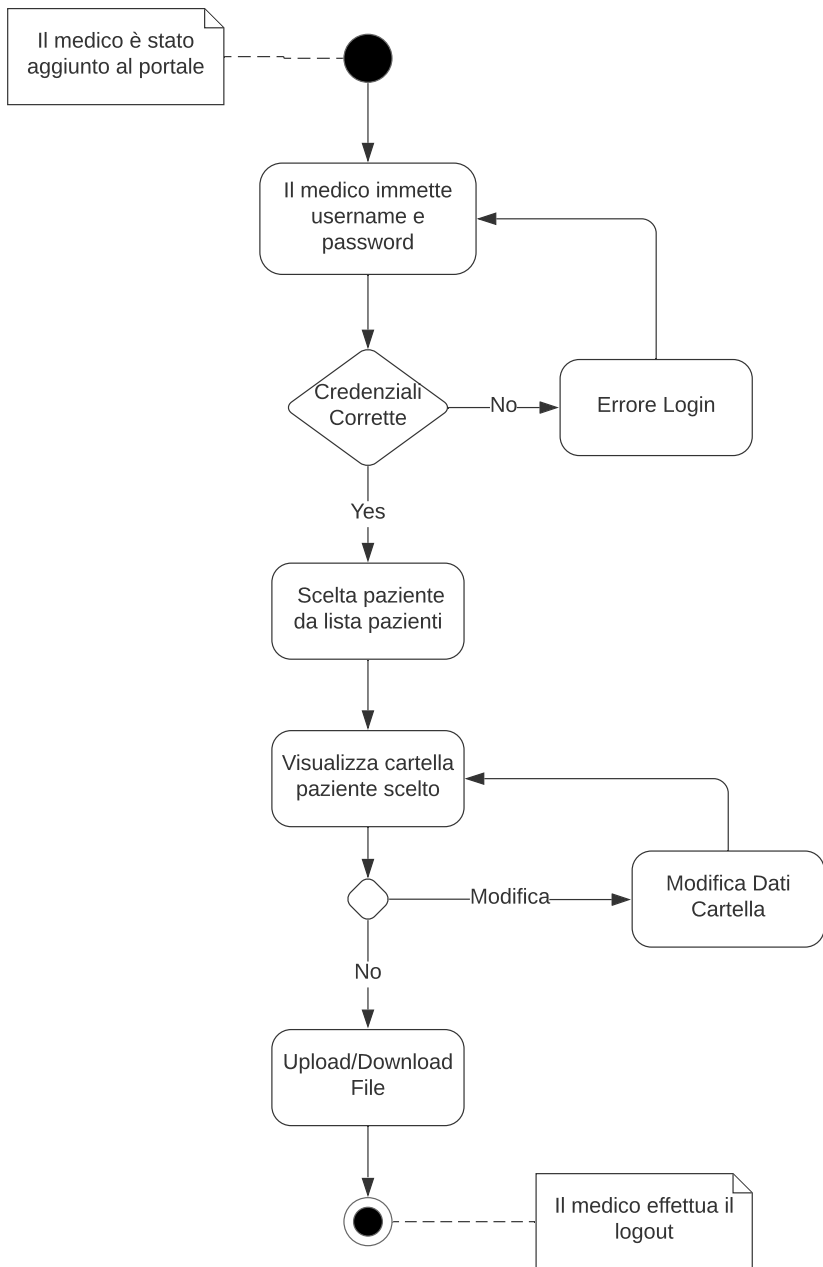 Il medico è stato
aggiunto al portale
Il medico immette
username e
password
Credenziali
Corrette
No
Errore Login
Yes
Scelta paziente
da lista pazienti
Visualizza cartella
paziente scelto
Modifica
Modifica Dati
Cartella
No
Upload/Download
File
Il medico effettua il
logout